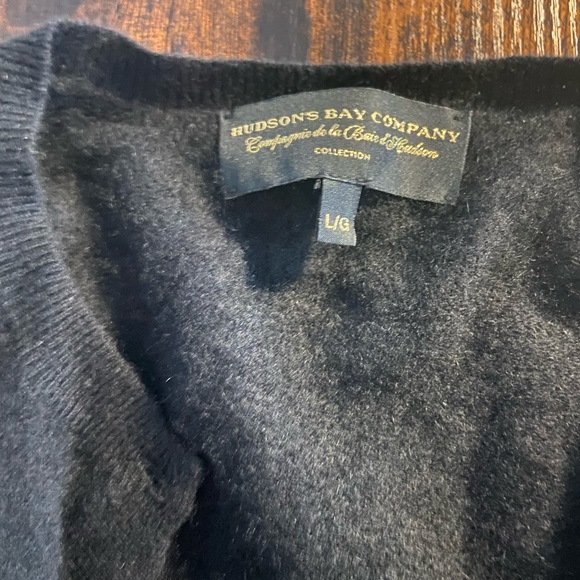 HUDSON'S BAY COMPANY
Compagnie de la Baie d'Hudson
COLLECTION
L/G